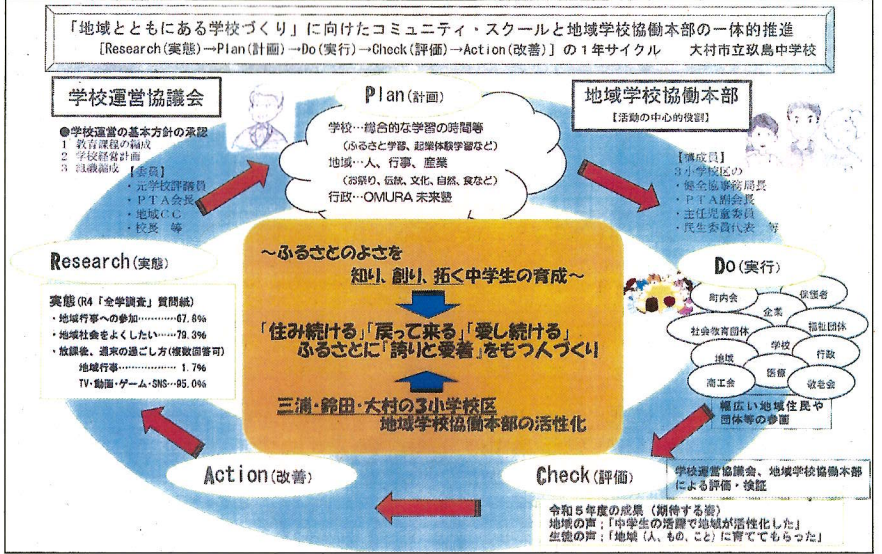 「地域とともにある学校づくり」に向けたコミュニティ・スクールと地域学校協働本部の一体的推進
[Research(実態)→Plan(計画)→Do(実行)→Check(評価)→Action(改善)]の1年サイクル 大村市立玖島中学校
学校運営協議会
●学校運営の基本方針の承認
1 教育課程の編成
2 学校経営計画
3 組織編成
【委員】
・元学校評議員
・PTA会長
・地域CC
・校長 等
Plan(計画)
学校…総合的な学習の時間等
(ふるさと学習、起業体験学習など)
地域…人、行事、産業
(お祭り、伝統、文化、自然、食など)
行政…OMURA 未来塾
地域学校協働本部
【活動の中心的役割】
【構成員】
3小学校区の
・健全協事務局長
・PTA副会長
・主任児童委員
・民生委員代表 等
Research(実態)
実態(R4「全学調査」質問紙)
・地域行事への参加…………67.6%
・地域社会をよくしたい……79.3%
・放課後、週末の過ごし方(複数回答可)
地域行事………………… 1.7%
TV・動画・ゲーム・SNS…95.0%
～ふるさとのよさを
知り、創り、拓く中学生の育成～
「住み続ける」「戻って来る」「愛し続ける」
ふるさとに「誇りと愛着」をもつ人づくり
三浦・鈴田・大村の3小学校区
地域学校協働本部の活性化
Do(実行)
町内会
保護者
企業
社会教育団体
福祉団体
学校
地域
行政
医療
商工会
敬老会
幅広い地域住民や
団体等の参画
Action(改善)
Check(評価)
学校運営協議会、地域学校協働本部
による評価・検証
令和5年度の成果（期待する姿）
地域の声：「中学生の活躍で地域が活性化した」
生徒の声：「地域（人、もの、こと）に育ててもらった」